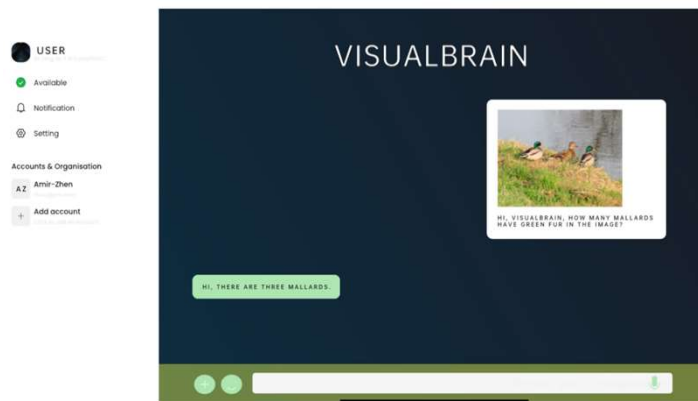 USER
Available
Notification
Setting
Accounts & Organisation
AZ
Amir-Zhen
Add account
VISUALBRAIN
HI, VISUALBRAIN, HOW MANY MALLARDS
HAVE GREEN FUR IN THE IMAGE?
HI, THERE ARE THREE MALLARDS.